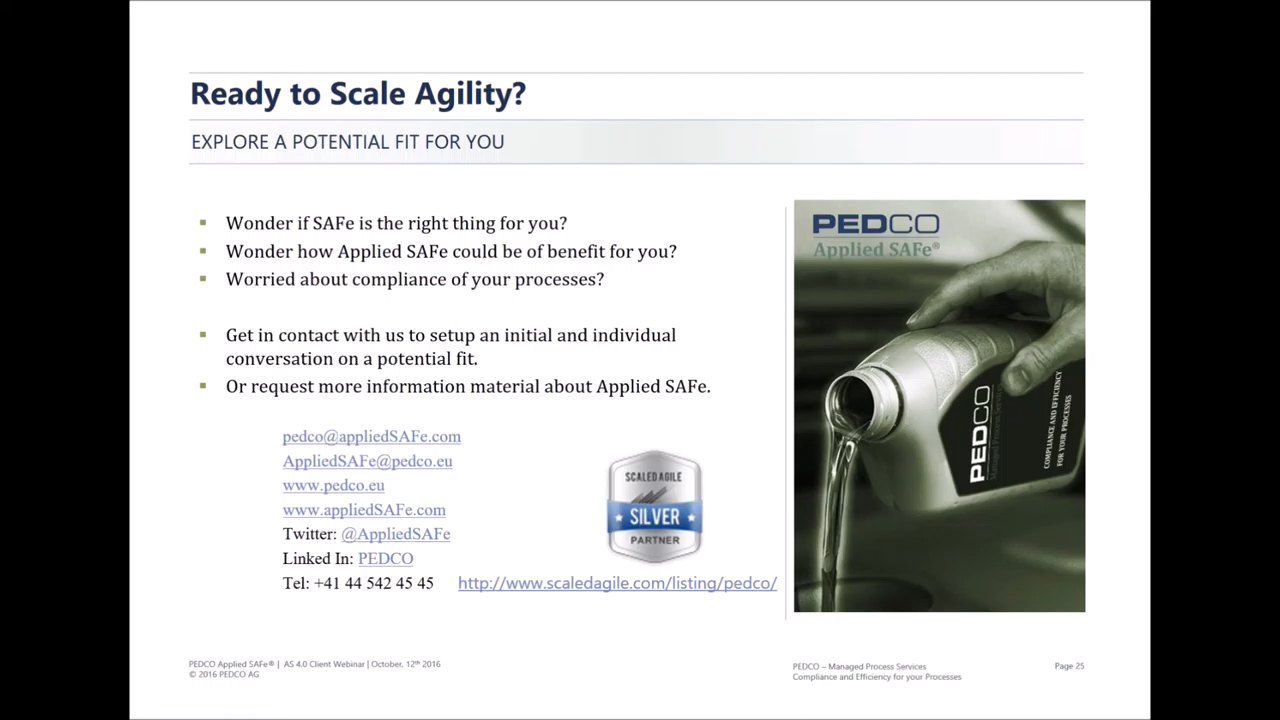 Ready to Scale Agility?
EXPLORE A POTENTIAL FIT FOR YOU
Wonder if SAFe is the right thing for you?
Wonder how Applied SAFe could be of benefit for you?
Worried about compliance of your processes?
Get in contact with us to setup an initial and individual
conversation on a potential fit.
Or request more information material about Applied SAFe.
pedco@appliedSAFe.com
AppliedSAFe@pedco.eu
www.pedco.eu
www.appliedSAFe.com
Twitter: @AppliedSAFe
Linked In: PEDCO
Tel: +41 44 542 45 45
http://www.scaledagile.com/listing/pedco/
SCALED AGILE
SILVER
PARTNER
PEDCO
Applied SAFe®
PEDCO
Managed Process Services
COMPLIANCE AND EFFICIENCY
FOR YOUR PROCESSES
PEDCO Applied SAFe® | AS 4.0 Client Webinar | October, 12th 2016
© 2016 PEDCO AG
PEDCO – Managed Process Services
Compliance and Efficiency for your Processes
Page 25